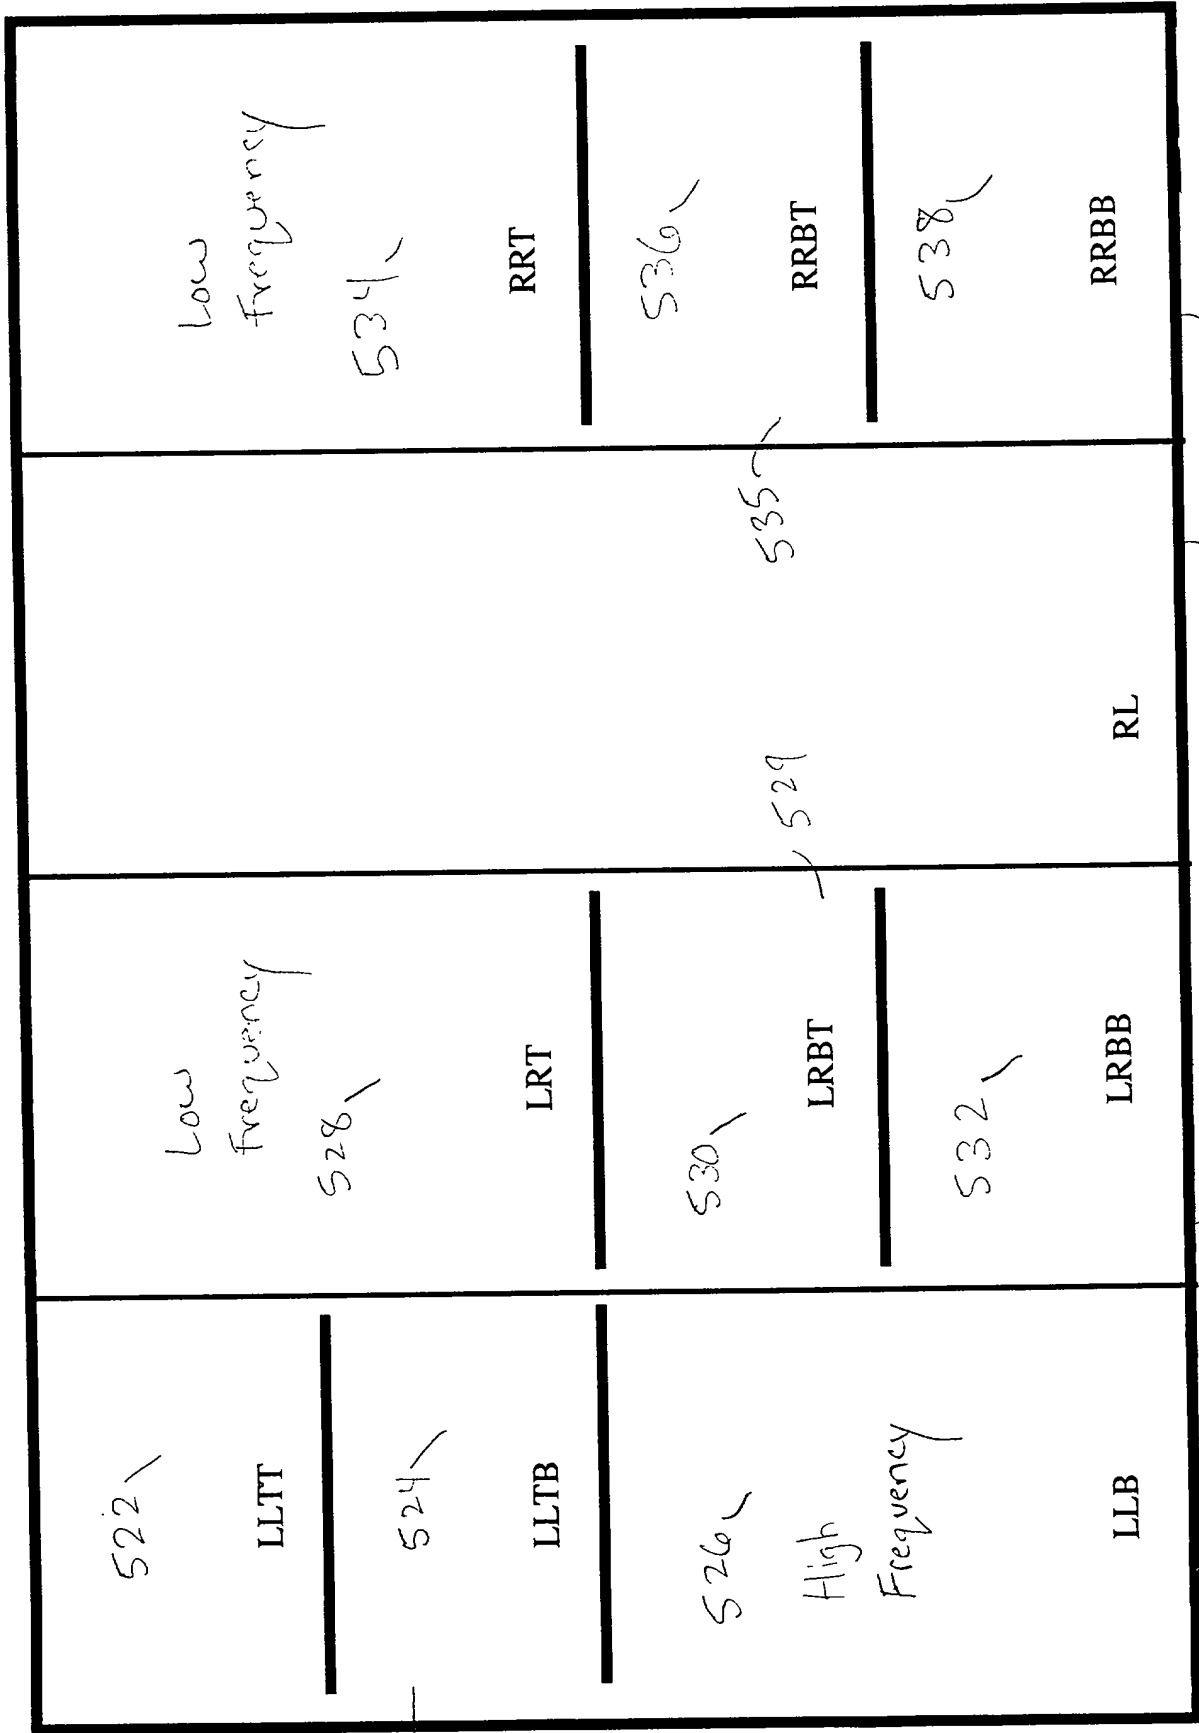 522
LLTT
524
LLTB
526
High
Frequency
LLB
Low
Frequency
528
LRT
530
LRBT
532
LRBB
529
535
RL
Low
Frequency
534
RRT
536
RRBT
538
RRBB